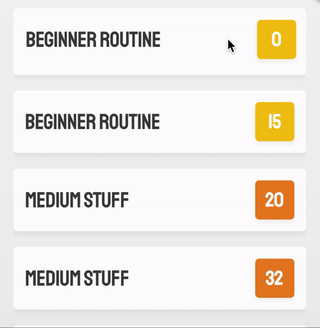 BEGINNER ROUTINE 0
BEGINNER ROUTINE 15
MEDIUM STUFF 20
MEDIUM STUFF 32